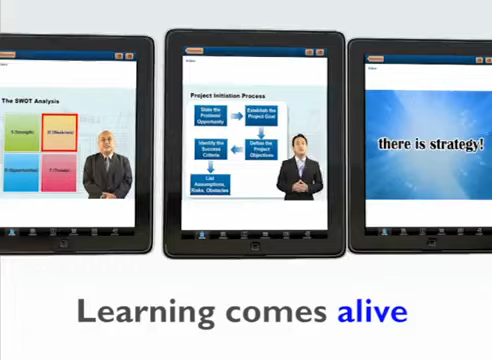 The SWOT Analysis
S (Strength)
W (Weakness)
O (Opportunities)
T (Threats)
Project Initiation Process
State the
Problem/
Opportunity
Establish the
Project Goal
Identify the
Success
Criteria
Define the
Project
Objectives
List
Assumptions,
Risks, Obstacles
there is strategy!
Learning comes alive